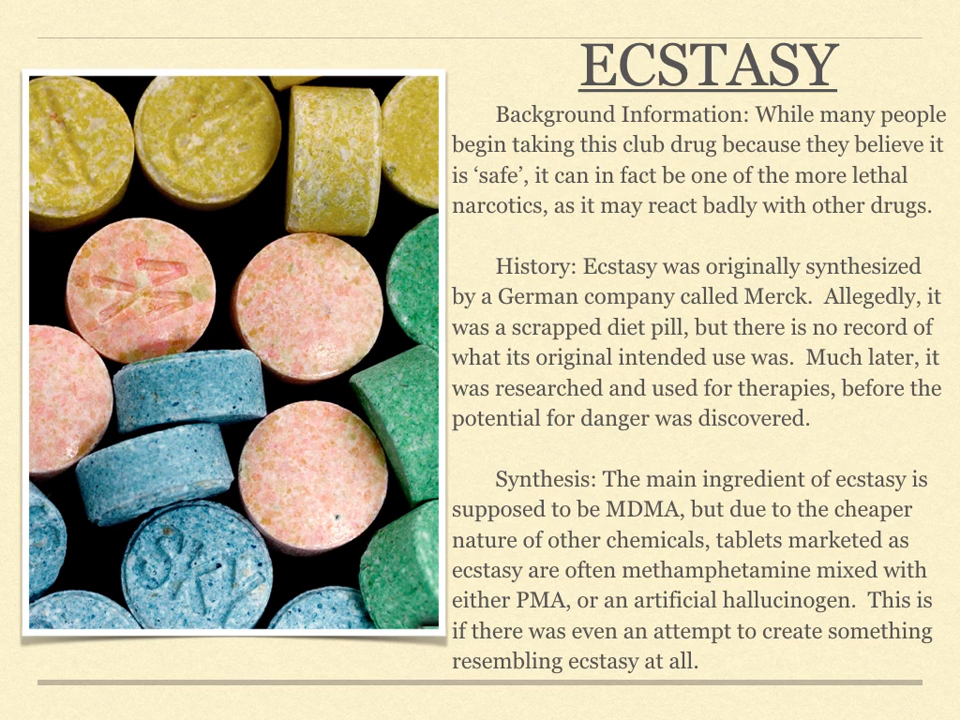 ECSTASY
Background Information: While many people
begin taking this club drug because they believe it
is ‘safe’, it can in fact be one of the more lethal
narcotics, as it may react badly with other drugs.
History: Ecstasy was originally synthesized
by a German company called Merck.  Allegedly, it
was a scrapped diet pill, but there is no record of
what its original intended use was.  Much later, it
was researched and used for therapies, before the
potential for danger was discovered.
Synthesis: The main ingredient of ecstasy is
supposed to be MDMA, but due to the cheaper
nature of other chemicals, tablets marketed as
ecstasy are often methamphetamine mixed with
either PMA, or an artificial hallucinogen.  This is
if there was even an attempt to create something
resembling ecstasy at all.